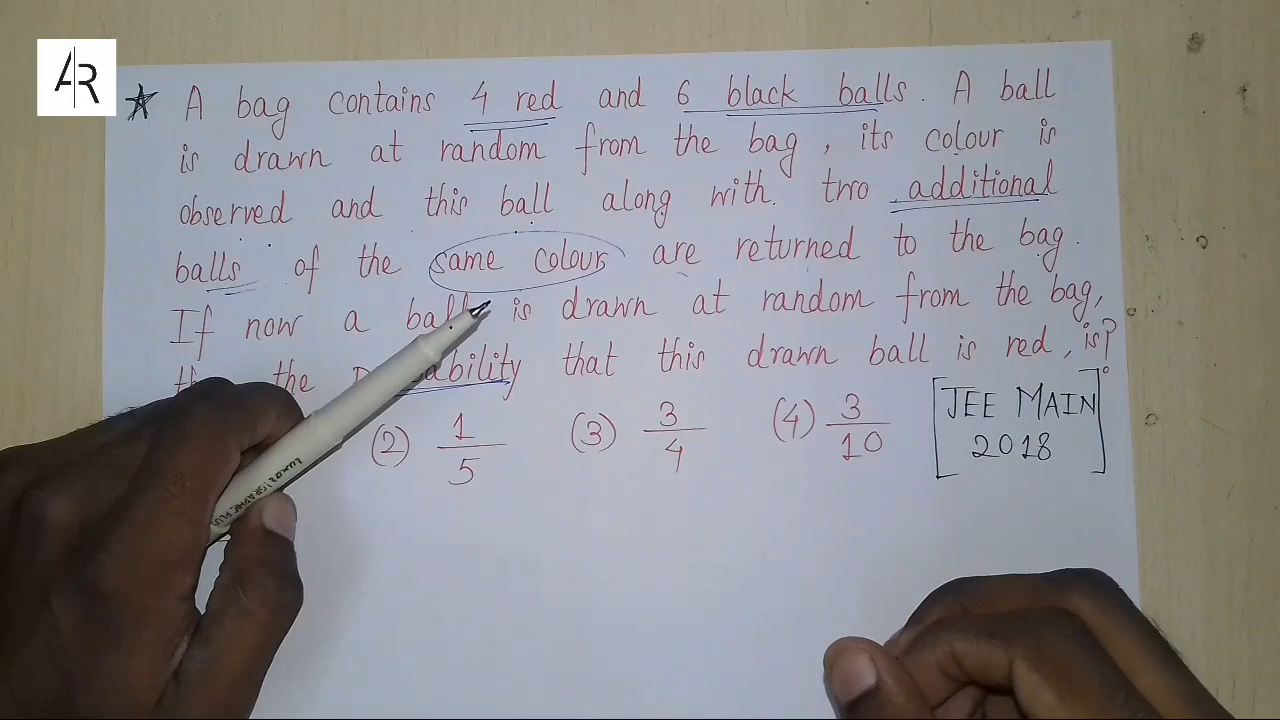 AR
☆ A bag contains 4 red and 6 black balls. A ball
is drawn at random from the bag, its colour is
observed and this ball along with two additional
balls of the same colour are returned to the bag.
If now a ball is drawn at random from the bag,
the that this drawn ball is red, is?
(2) 1/5 (3) 3/4 (4) 3/10
[JEE MAIN
2018]
LUXOR